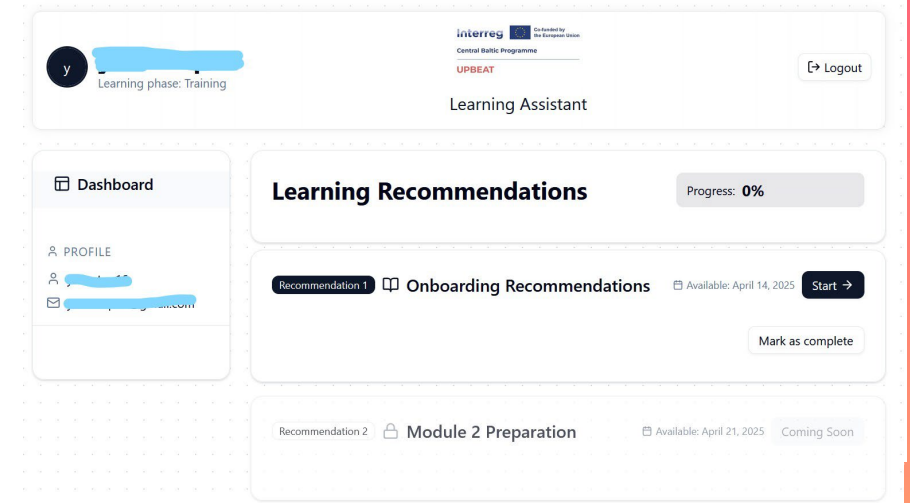 y
Learning phase: Training
Interreg
Co-funded by
the European Union
Central Baltic Programme
UPBEAT
Learning Assistant
Logout
Dashboard
PROFILE
Learning Recommendations
Progress: 0%
Recommendation 1 Onboarding Recommendations Available: April 14, 2025 Start →
Mark as complete
Recommendation 2 Module 2 Preparation Available: April 21, 2025 Coming Soon